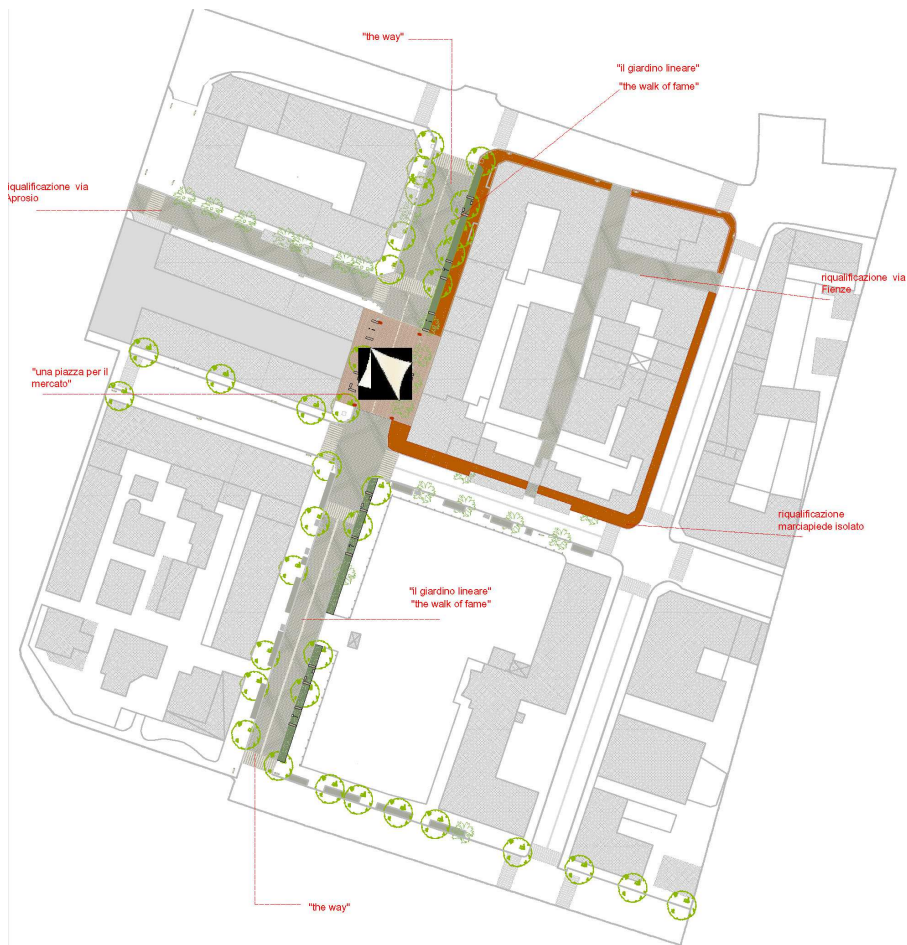 "the way"
"il giardino lineare"
"the walk of fame"
riqualificazione via
Aprosio
riqualificazione via
Fienze
"una piazza per il
mercato"
riqualificazione
marciapiede isolato
"il giardino lineare"
"the walk of fame"
"the way"